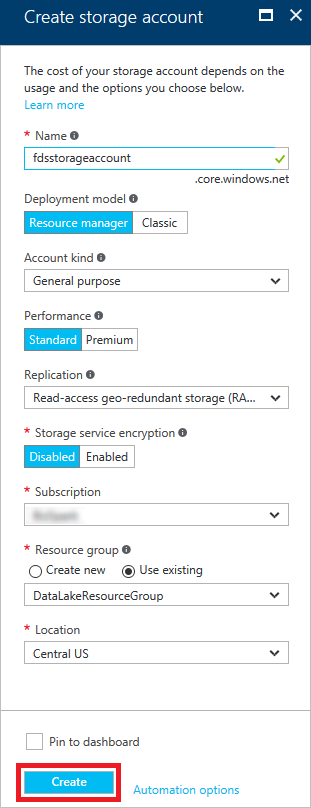 Create storage account
The cost of your storage account depends on the
usage and the options you choose below.
Learn more
* Name
fdsstorageaccount
.core.windows.net
Deployment model
Resource manager Classic
Account kind
General purpose
Performance
Standard Premium
Replication
Read-access geo-redundant storage (RA...
* Storage service encryption
Disabled Enabled
* Subscription
* Resource group
Create new Use existing
DataLakeResourceGroup
* Location
Central US
Pin to dashboard
Create Automation options